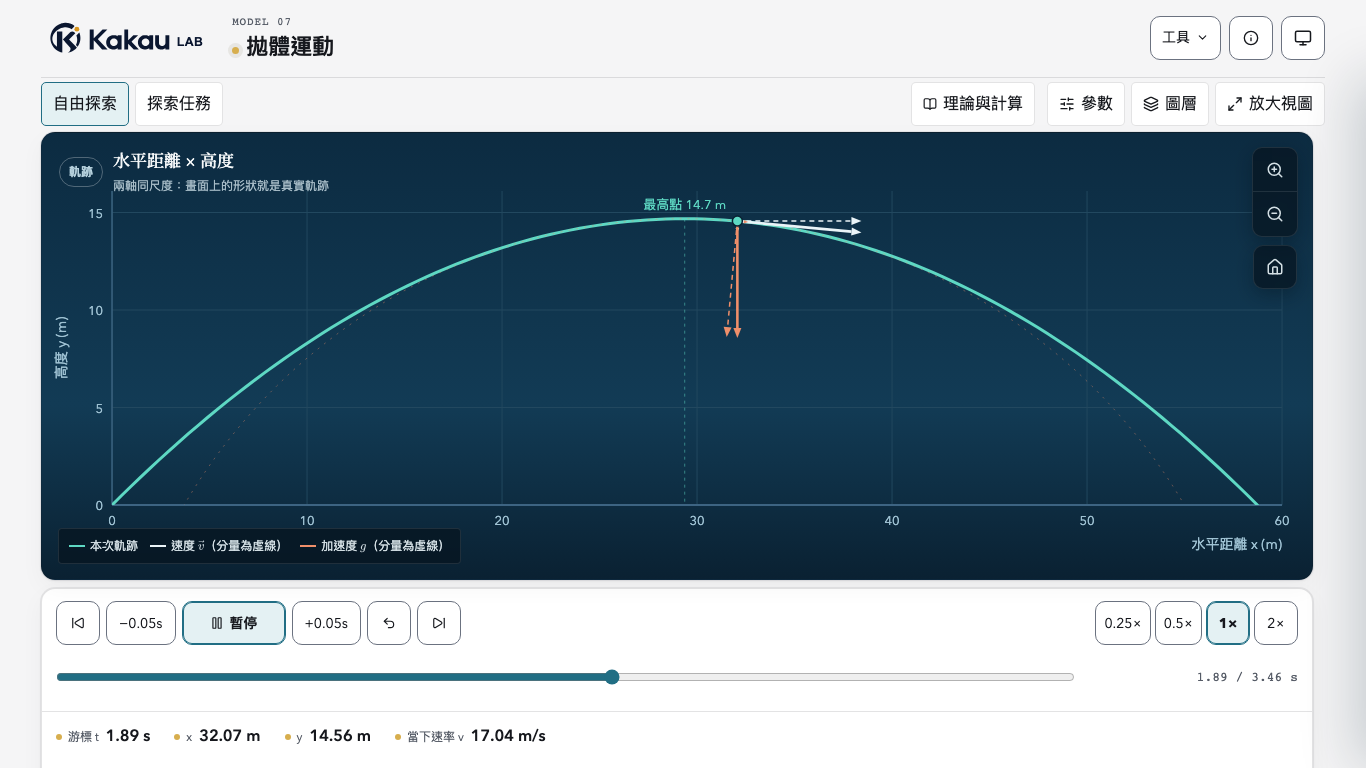 Kakau LAB
MODEL 07
拋體運動
工具
自由探索
探索任務
理論與計算
參數
圖層
放大視圖
軌跡
水平距離 × 高度
兩軸同尺度：畫面上的形狀就是真實軌跡
最高點 14.7 m
15
10
5
0
高度 y (m)
0 10 20 30 40 50 60
水平距離 x (m)
本次軌跡 速度 v⃗（分量為虛線） 加速度 g（分量為虛線）
−0.05s
暫停
+0.05s
0.25×
0.5×
1×
2×
1.89 / 3.46 s
游標 t 1.89 s
x 32.07 m
y 14.56 m
當下速率 v 17.04 m/s